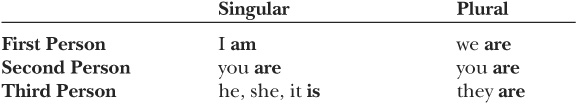 Singular Plural
First Person I am we are
Second Person you are you are
Third Person he, she, it is they are